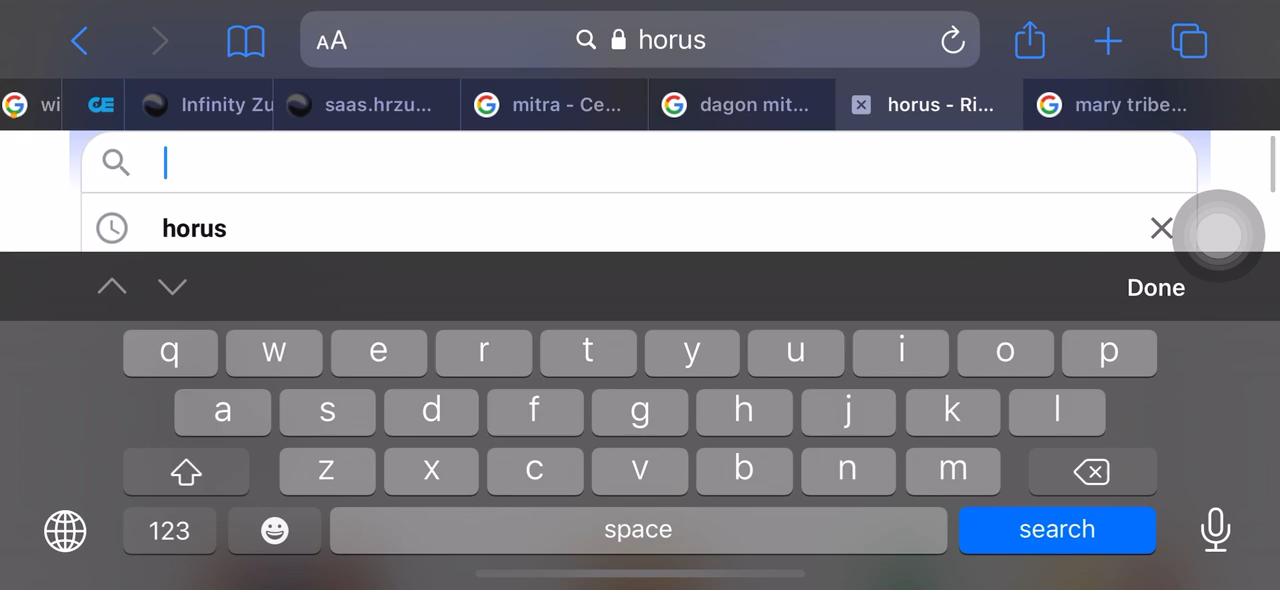 AA horus
wi
CE
Infinity Zu
saas.hrzu...
mitra - Ce...
dagon mit...
horus - Ri...
mary tribe...
horus
Done
q w e r t y u i o p
a s d f g h j k l
z x c v b n m
123 space search